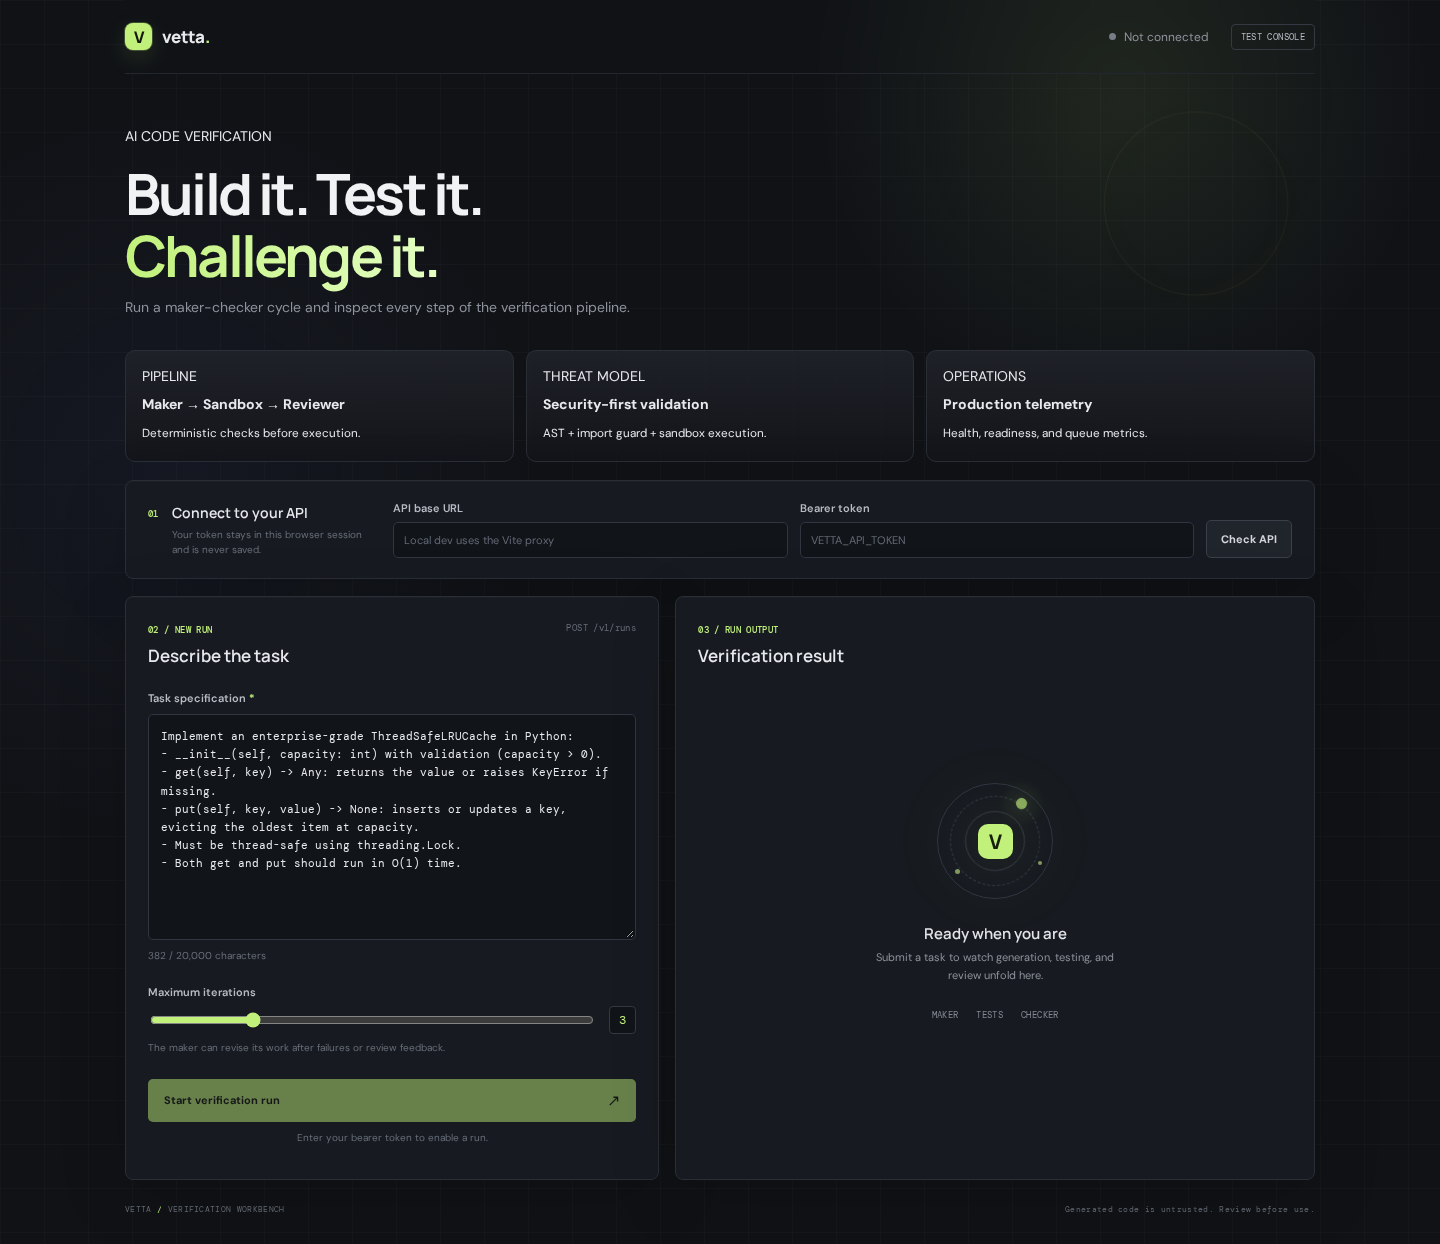 V vetta.
Not connected
TEST CONSOLE
AI CODE VERIFICATION
Build it. Test it.
Challenge it.
Run a maker-checker cycle and inspect every step of the verification pipeline.
PIPELINE
Maker → Sandbox → Reviewer
Deterministic checks before execution.
THREAT MODEL
Security-first validation
AST + import guard + sandbox execution.
OPERATIONS
Production telemetry
Health, readiness, and queue metrics.
01 Connect to your API
Your token stays in this browser session
and is never saved.
API base URL
Local dev uses the Vite proxy
Bearer token
VETTA_API_TOKEN
Check API
02 / NEW RUN
POST /v1/runs
Describe the task
Task specification *
Implement an enterprise-grade ThreadSafeLRUCache in Python:
- __init__(self, capacity: int) with validation (capacity > 0).
- get(self, key) -> Any: returns the value or raises KeyError if
missing.
- put(self, key, value) -> None: inserts or updates a key,
evicting the oldest item at capacity.
- Must be thread-safe using threading.Lock.
- Both get and put should run in O(1) time.
382 / 20,000 characters
Maximum iterations
3
The maker can revise its work after failures or review feedback.
Start verification run ↗
Enter your bearer token to enable a run.
03 / RUN OUTPUT
Verification result
V
Ready when you are
Submit a task to watch generation, testing, and
review unfold here.
MAKER TESTS CHECKER
VETTA / VERIFICATION WORKBENCH
Generated code is untrusted. Review before use.